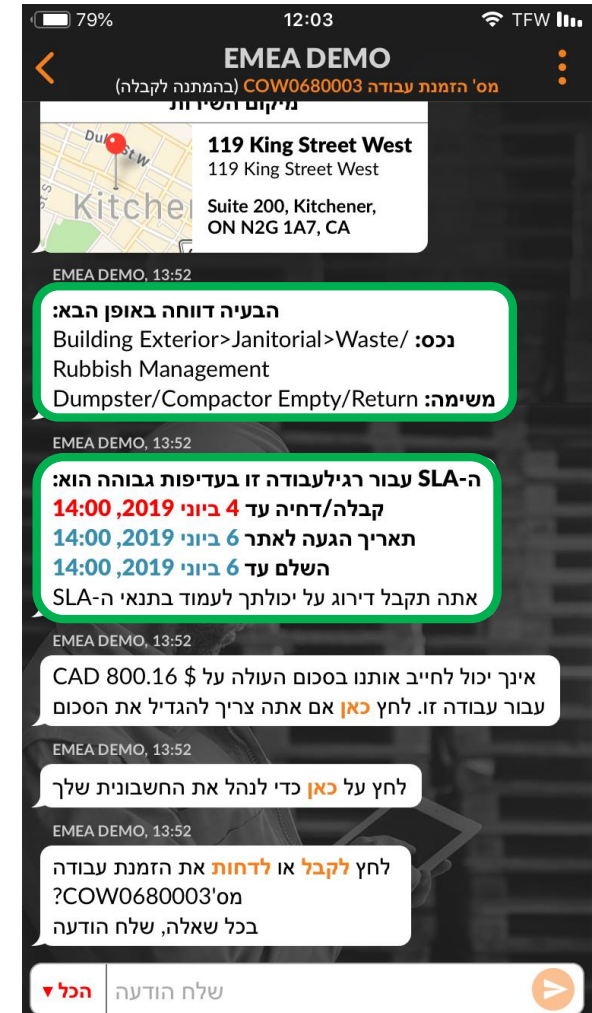 79%
12:03
TFW
EMEA DEMO
מס' הזמנת עבודה COW0680003 (בהמתנה לקבלה)
מיקום השירות
Kitche
119 King Street West
119 King Street West
Suite 200, Kitchener,
ON N2G 1A7, CA
EMEA DEMO, 13:52
הבעיה דווחה באופן הבא:
נכס: Building Exterior>Janitorial>Waste/
Rubbish Management
משימה: Dumpster/Compactor Empty/Return
EMEA DEMO, 13:52
ה-SLA עבור רגילעבודה זו בעדיפות גבוהה הוא:
קבלה/דחיה עד 4 ביוני 2019, 14:00
תאריך הגעה לאתר 6 ביוני 2019, 14:00
השלם עד 6 ביוני 2019, 14:00
אתה תקבל דירוג על יכולתך לעמוד בתנאי ה-SLA
EMEA DEMO, 13:52
אינך יכול לחייב אותנו בסכום העולה על $ CAD 800.16
עבור עבודה זו. לחץ כאן אם אתה צריך להגדיל את הסכום
EMEA DEMO, 13:52
לחץ על כאן כדי לנהל את החשבונית שלך
EMEA DEMO, 13:52
לחץ לקבל או לדחות את הזמנת עבודה
מס'COW0680003?
בכל שאלה, שלח הודעה
הכל
שלח הודעה